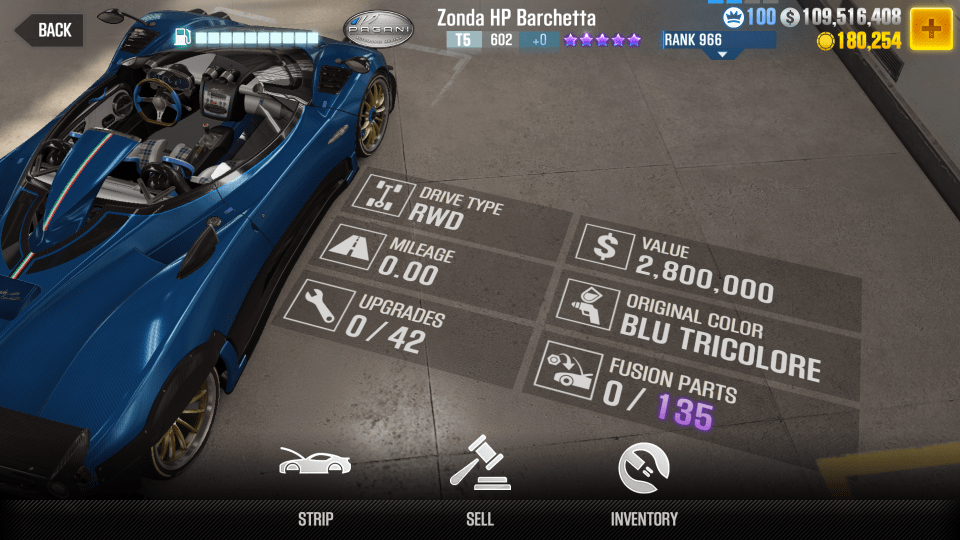 BACK
PAGANI
Zonda HP Barchetta
T5 602 +0
RANK 966
100 $ 109,516,408
180,254
DRIVE TYPE
RWD
MILEAGE
0.00
UPGRADES
0 / 42
$ VALUE
2,800,000
ORIGINAL COLOR
BLU TRICOLORE
FUSION PARTS
0 / 135
STRIP
SELL
INVENTORY